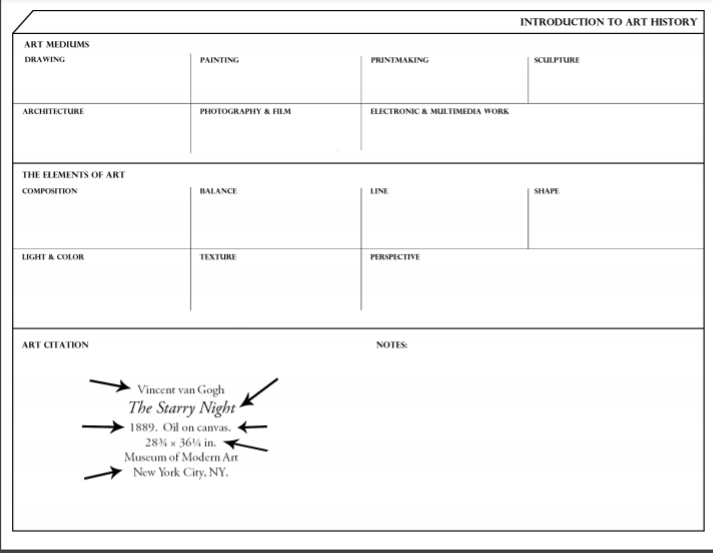 INTRODUCTION TO ART HISTORY
ART MEDIUMS
DRAWING
PAINTING
PRINTMAKING
SCULPTURE
ARCHITECTURE
PHOTOGRAPHY & FILM
ELECTRONIC & MULTIMEDIA WORK
THE ELEMENTS OF ART
COMPOSITION
BALANCE
LINE
SHAPE
LIGHT & COLOR
TEXTURE
PERSPECTIVE
ART CITATION
NOTES:
Vincent van Gogh
The Starry Night
1889. Oil on canvas.
28¾ x 36¼ in.
Museum of Modern Art
New York City, NY.